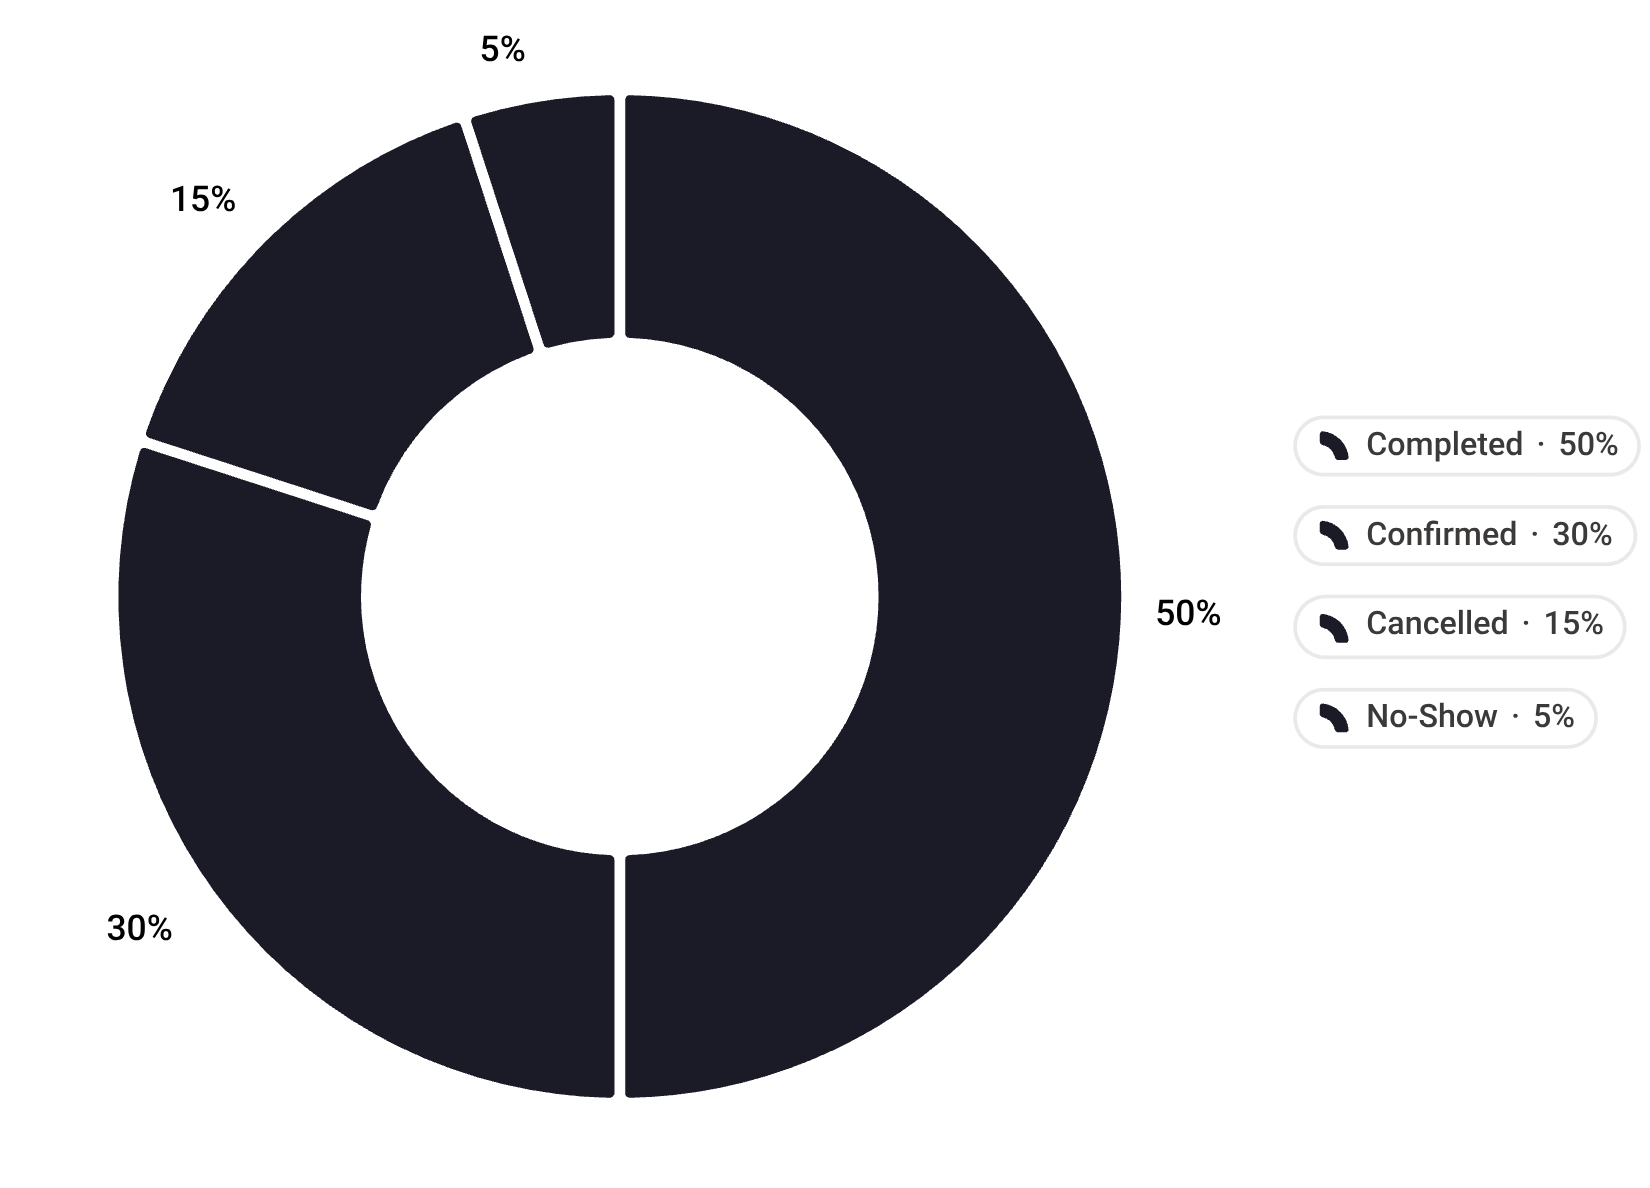 5%
15%
50%
30%
Completed · 50%
Confirmed · 30%
Cancelled · 15%
No-Show · 5%